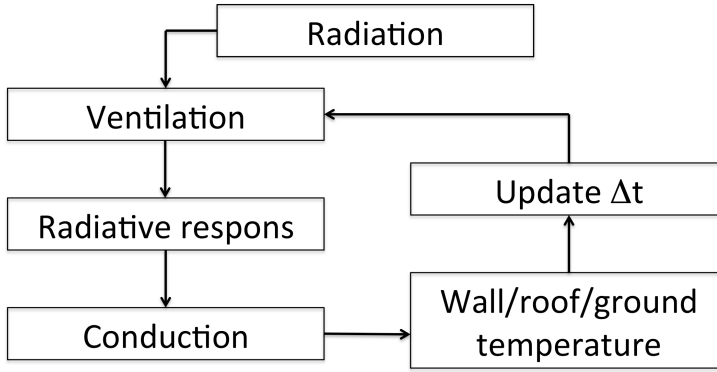 Radiation
Ventilation
Radiative respons
Conduction
Wall/roof/ground
temperature
Update Δt